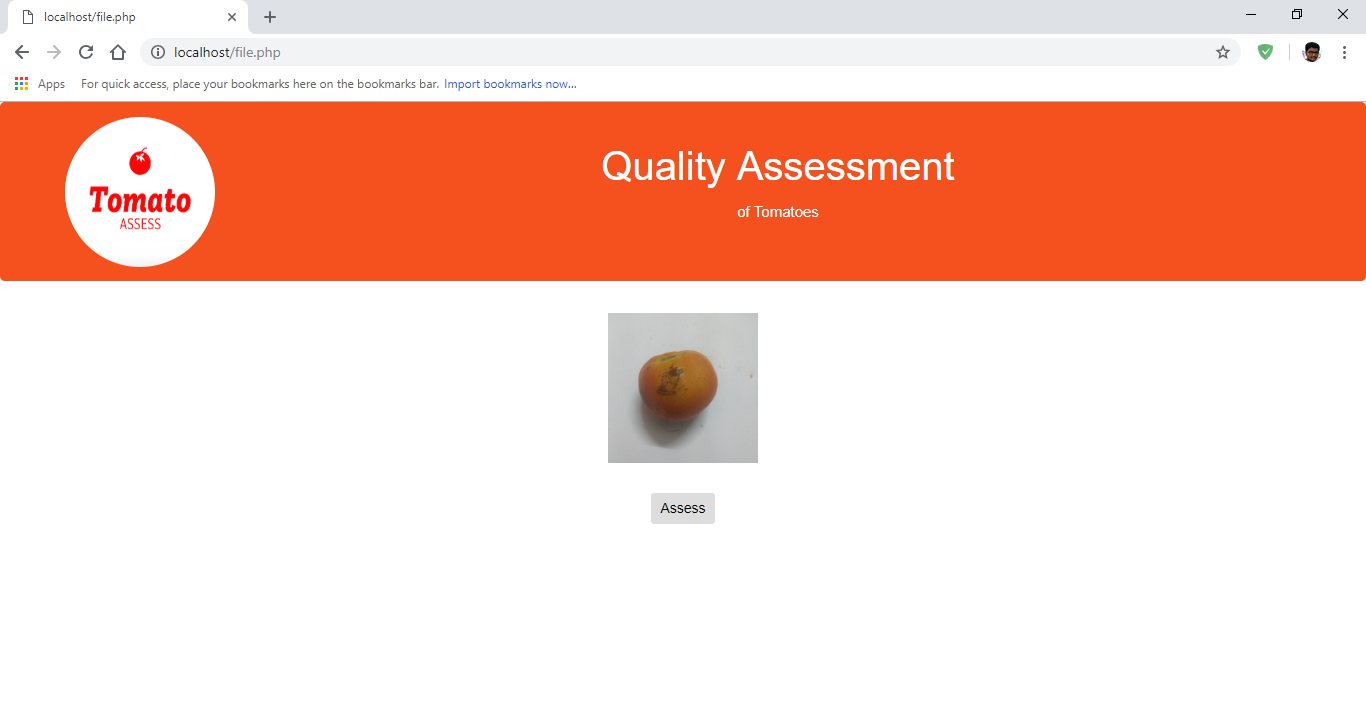 localhost/file.php
localhost/file.php
Apps For quick access, place your bookmarks here on the bookmarks bar. Import bookmarks now...
Tomato
ASSESS
Quality Assessment
of Tomatoes
Assess